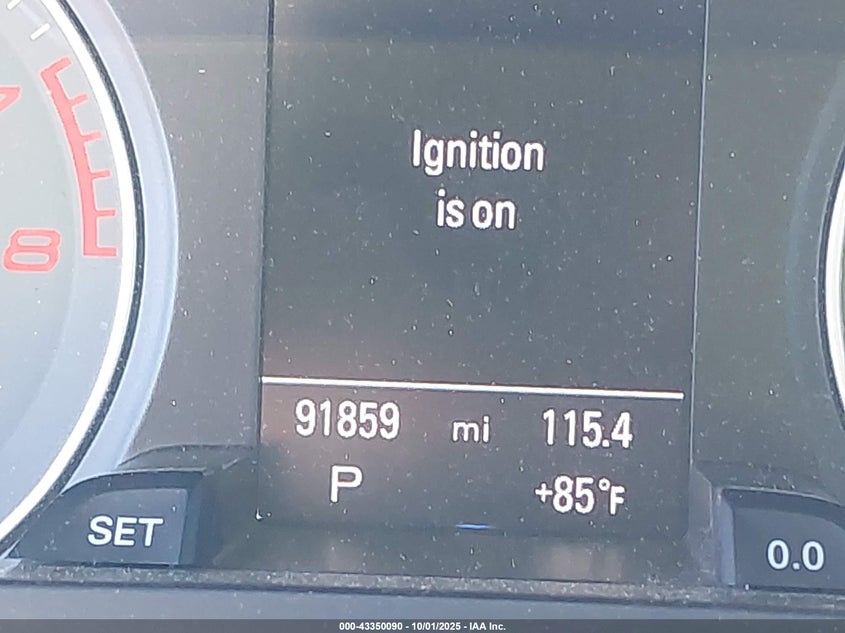 Ignition
is on
8
91859 mi 115.4
P +85°F
SET
0.0
000-43350090 - 10/01/2025 - IAA Inc.